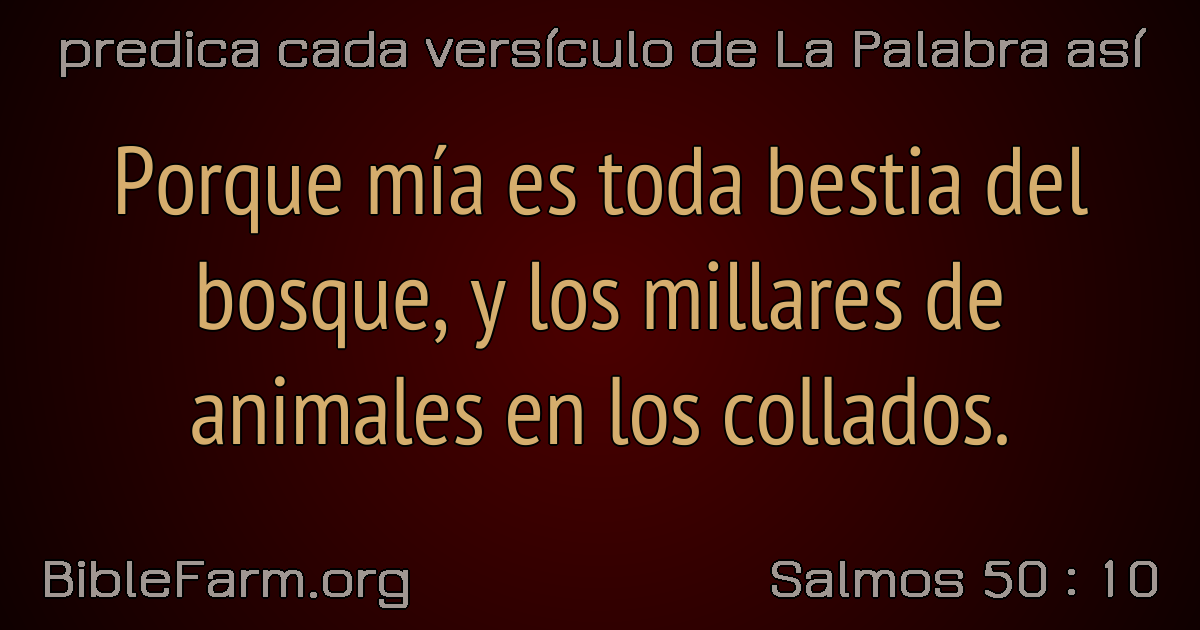 predica cada versículo de La Palabra así
Porque mía es toda bestia del
bosque, y los millares de
animales en los collados.
BibleFarm.org
Salmos 50 : 10